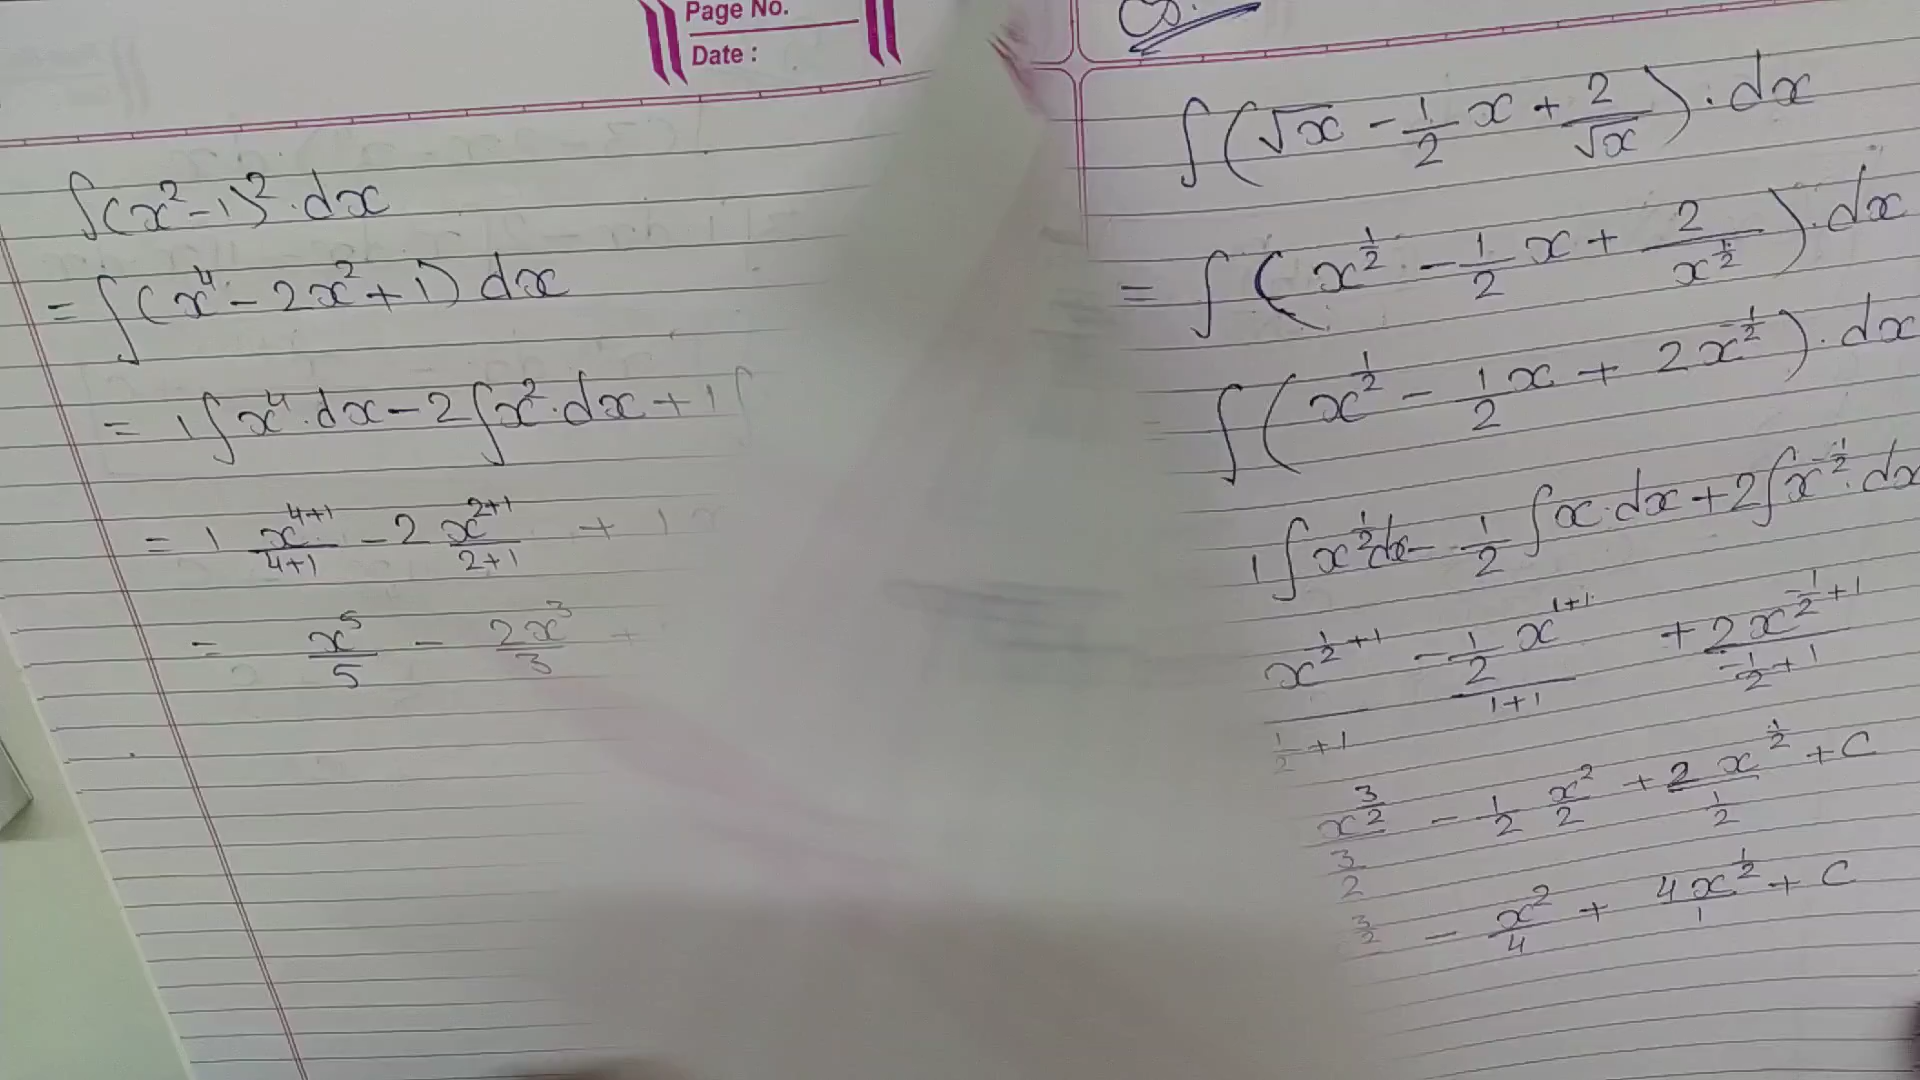 Page No.
Date :
∫(x²-1)².dx
= ∫(x⁴-2x²+1) dx
= 1∫x⁴.dx-2∫x².dx+1∫
= 1 x⁴⁺¹/4+1 -2 x²⁺¹/2+1 + 1x
= x⁵/5 - 2x³/3 +
∫(√x - 1/2 x + 2/√x).dx
= ∫(x^1/2 - 1/2 x + 2/x^1/2).dx
∫(x^1/2 - 1/2 x + 2x^-1/2).dx
1∫x^1/2 dx - 1/2 ∫x.dx + 2∫x^-1/2.dx
x^1/2+1 / 1/2+1 - 1/2 x^1+1 / 1+1 + 2x^-1/2+1 / -1/2+1
x^3/2 / 3/2 - 1/2 x²/2 + 2x^1/2 / 1/2 + C
3/2 - x²/4 + 4x^1/2 / 1 + C